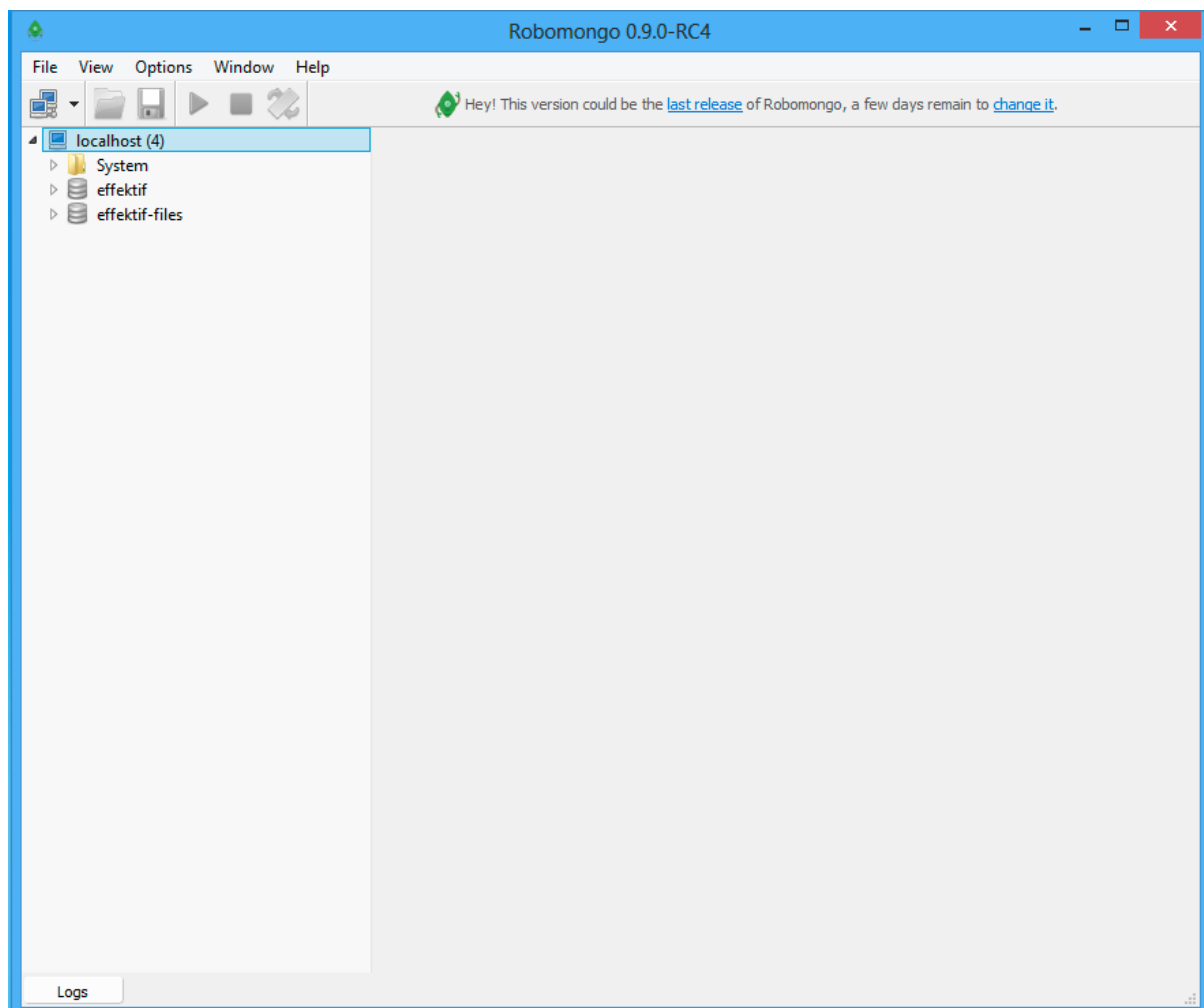 Robomongo 0.9.0-RC4
File View Options Window Help
Hey! This version could be the last release of Robomongo, a few days remain to change it.
localhost (4)
System
effektif
effektif-files
Logs